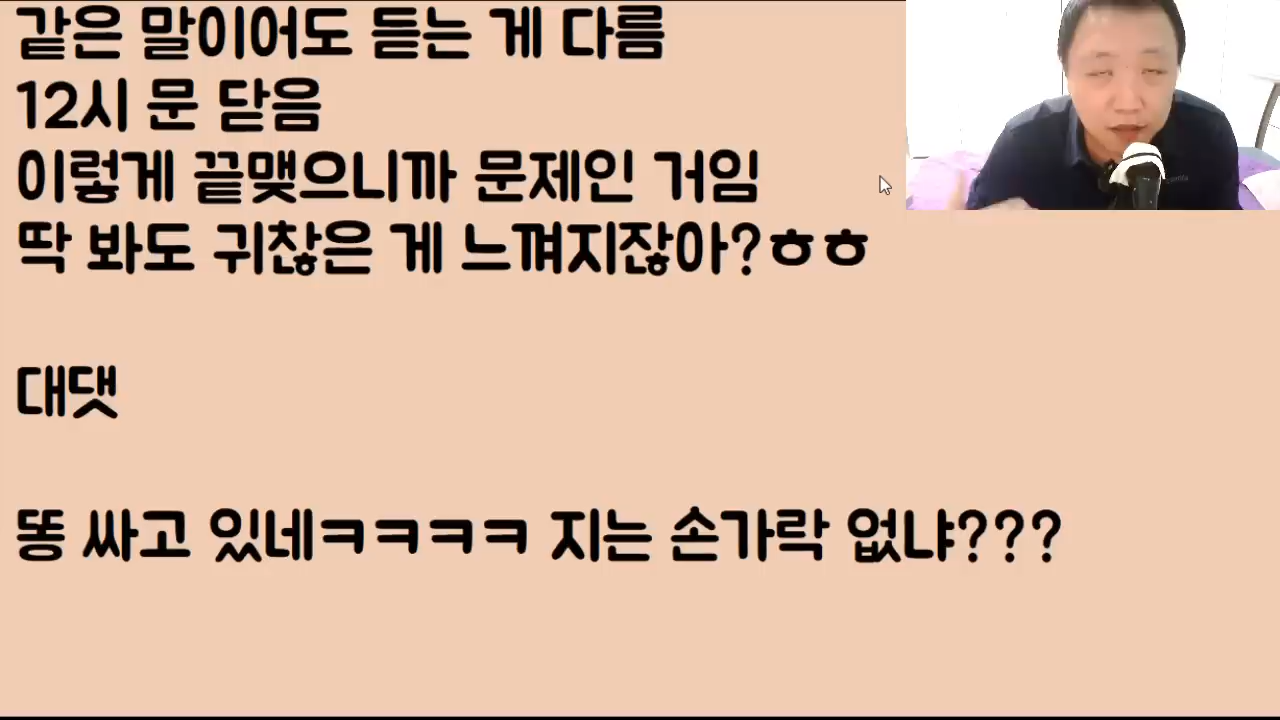 같은 말이어도 듣는 게 다름
12시 문 닫음
이렇게 끝맺으니까 문제인 거임
딱 봐도 귀찮은 게 느껴지잖아?ㅎㅎ
대댓
똥 싸고 있네ㅋㅋㅋㅋ 지는 손가락 없냐???